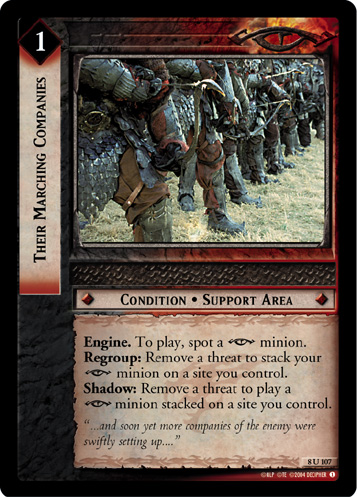 1
THEIR MARCHING COMPANIES
CONDITION • SUPPORT AREA
Engine. To play, spot a minion.
Regroup: Remove a threat to stack your
minion on a site you control.
Shadow: Remove a threat to play a
minion stacked on a site you control.
"...and soon yet more companies of the enemy were
swiftly setting up...."
8 U 107
©NLP ™TE ©2004 DECIPHER